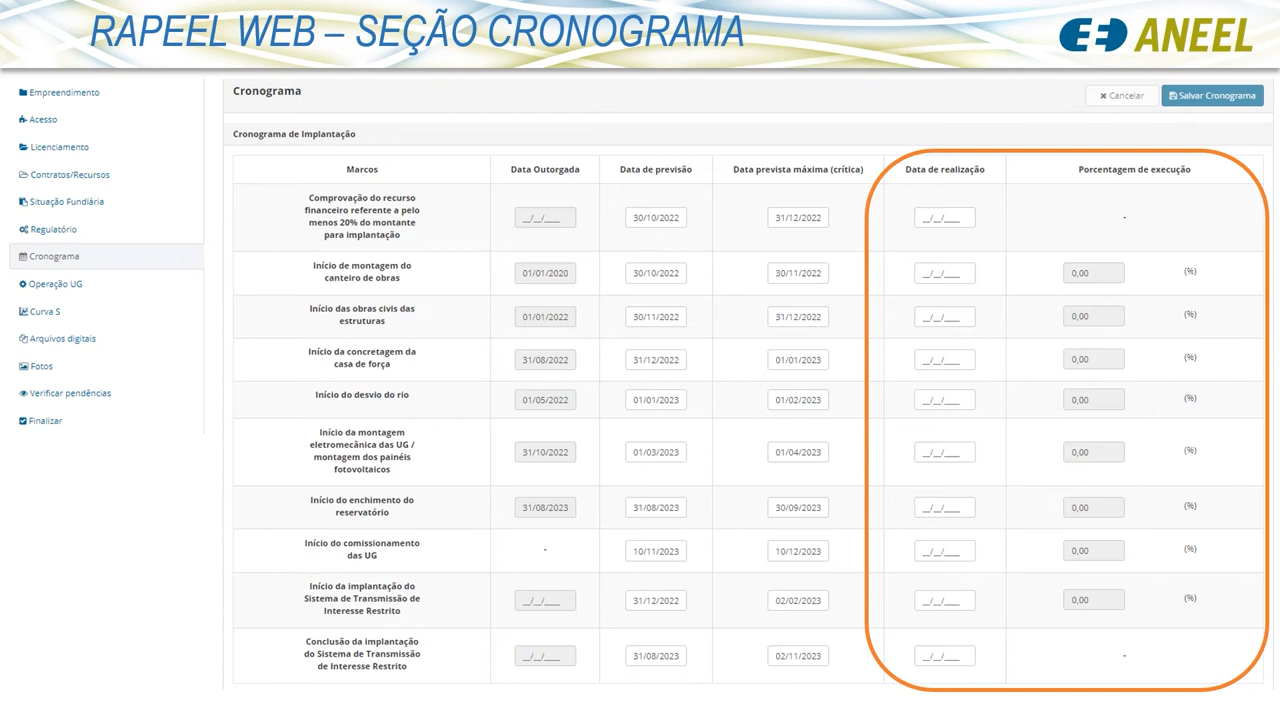 RAPEEL WEB – SEÇÃO CRONOGRAMA
ANEEL
Empreendimento
Acesso
Licenciamento
Contratos/Recursos
Situação Fundiária
Regulatório
Cronograma
Operação UG
Curva S
Arquivos digitais
Fotos
Verificar pendências
Finalizar
Cronograma
Cancelar
Salvar Cronograma
Cronograma de Implantação
Marcos Data Outorgada Data de previsão Data prevista máxima (crítica) Data de realização Porcentagem de execução
Comprovação do recurso
financeiro referente a pelo
menos 20% do montante
para implantação
__/__/____ 30/10/2022 31/12/2022 __/__/____ -
Início de montagem do
canteiro de obras
01/01/2020 30/10/2022 30/11/2022 __/__/____ 0,00 (%)
Início das obras civis das
estruturas
01/01/2022 30/11/2022 31/12/2022 __/__/____ 0,00 (%)
Início da concretagem da
casa de força
31/08/2022 31/12/2022 01/01/2023 __/__/____ 0,00 (%)
Início do desvio do rio
01/05/2022 01/01/2023 01/02/2023 __/__/____ 0,00 (%)
Início da montagem
eletromecânica das UG /
montagem dos painéis
fotovoltaicos
31/10/2022 01/03/2023 01/04/2023 __/__/____ 0,00 (%)
Início do enchimento do
reservatório
31/08/2023 31/08/2023 30/09/2023 __/__/____ 0,00 (%)
Início do comissionamento
das UG
- 10/11/2023 10/12/2023 __/__/____ 0,00 (%)
Início da implantação do
Sistema de Transmissão de
Interesse Restrito
__/__/____ 31/12/2022 02/02/2023 __/__/____ 0,00 (%)
Conclusão da implantação
do Sistema de Transmissão
de Interesse Restrito
__/__/____ 31/08/2023 02/11/2023 __/__/____ -